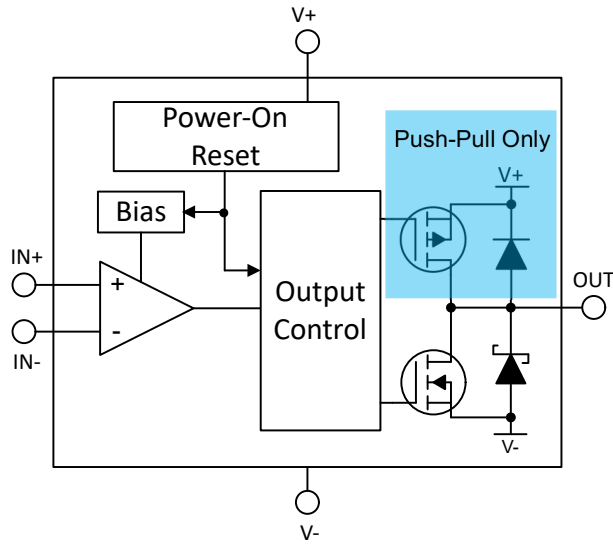 V+
Power-On
Reset
Push-Pull Only
V+
Bias
IN+
+
Output
Control
OUT
-
IN-
V-
V-